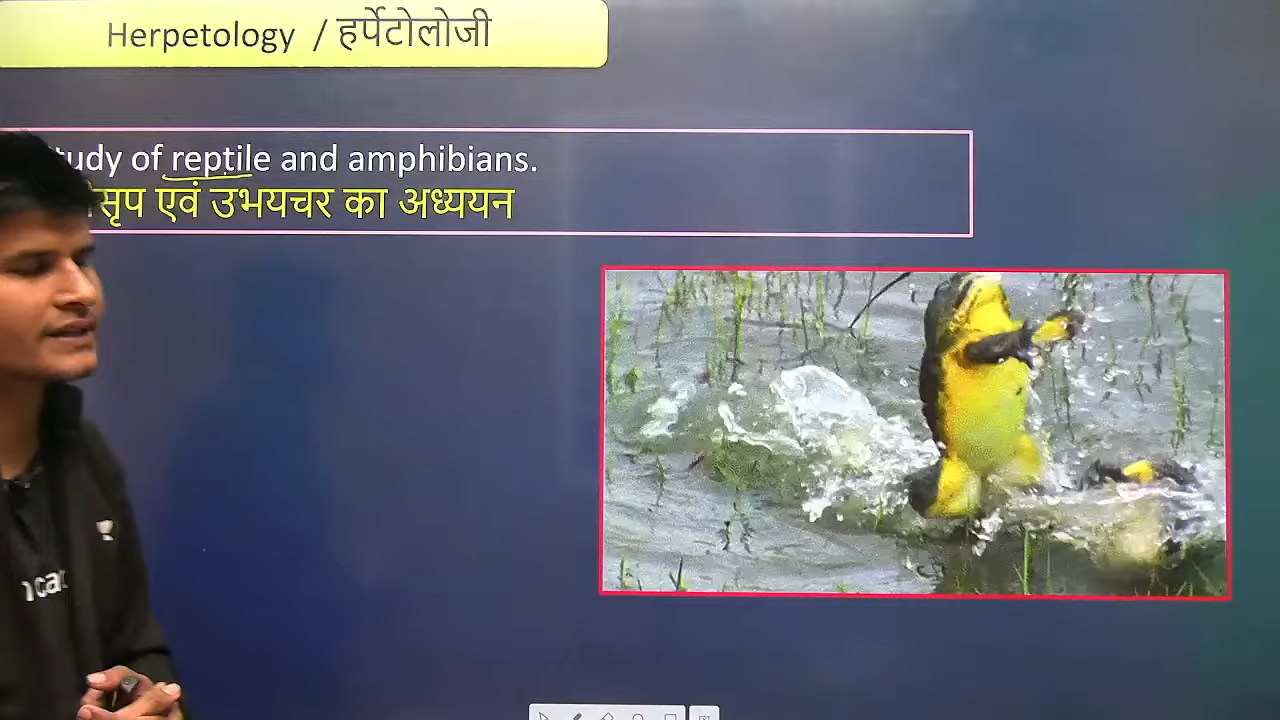 Herpetology / हर्पेटोलोजी
tudy of reptile and amphibians.
सृप एवं उभयचर का अध्ययन